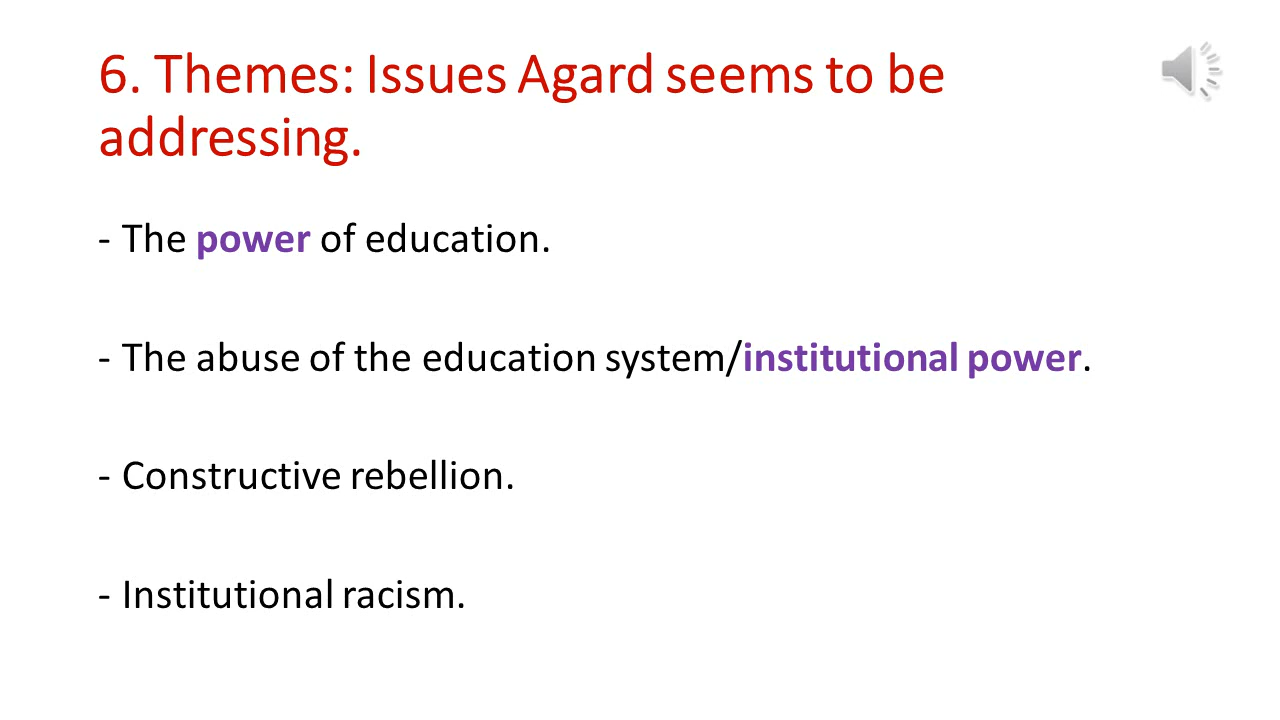 6. Themes: Issues Agard seems to be
addressing.
- The power of education.
- The abuse of the education system/institutional power.
- Constructive rebellion.
- Institutional racism.